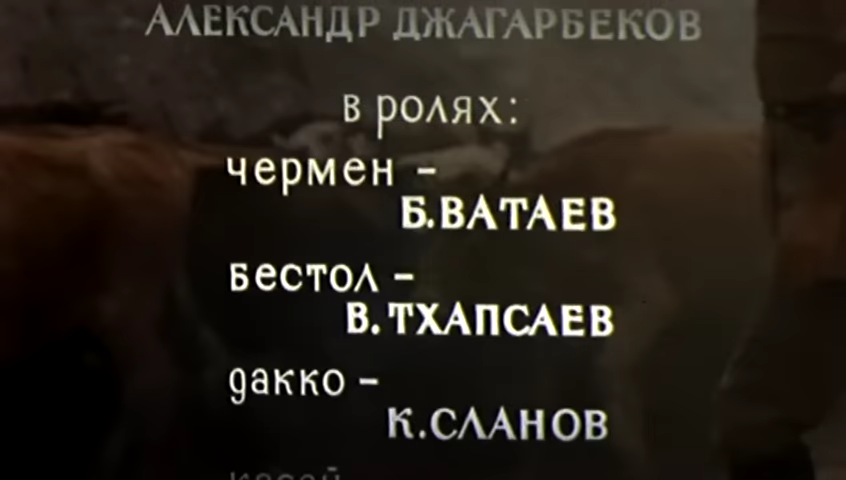 АЛЕКСАНДР ДЖАГАРБЕКОВ
в ролях:
чермен –
Б.ВАТАЕВ
бестол –
В. ТХАПСАЕВ
дакко –
К.СЛАНОВ